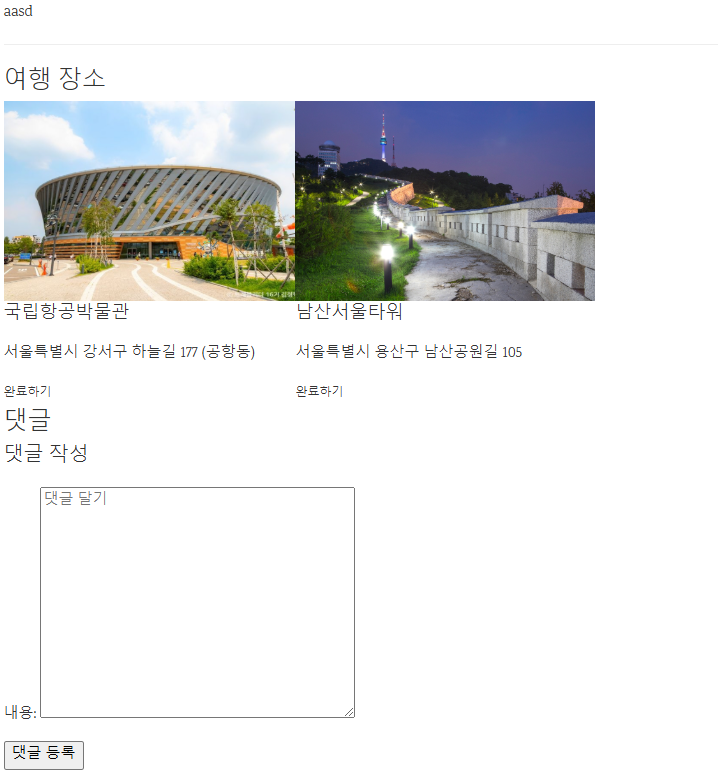 aasd
여행 장소
국립항공박물관
남산서울타워
서울특별시 강서구 하늘길 177 (공항동)
서울특별시 용산구 남산공원길 105
완료하기
완료하기
댓글
댓글 작성
댓글 달기
내용:
댓글 등록